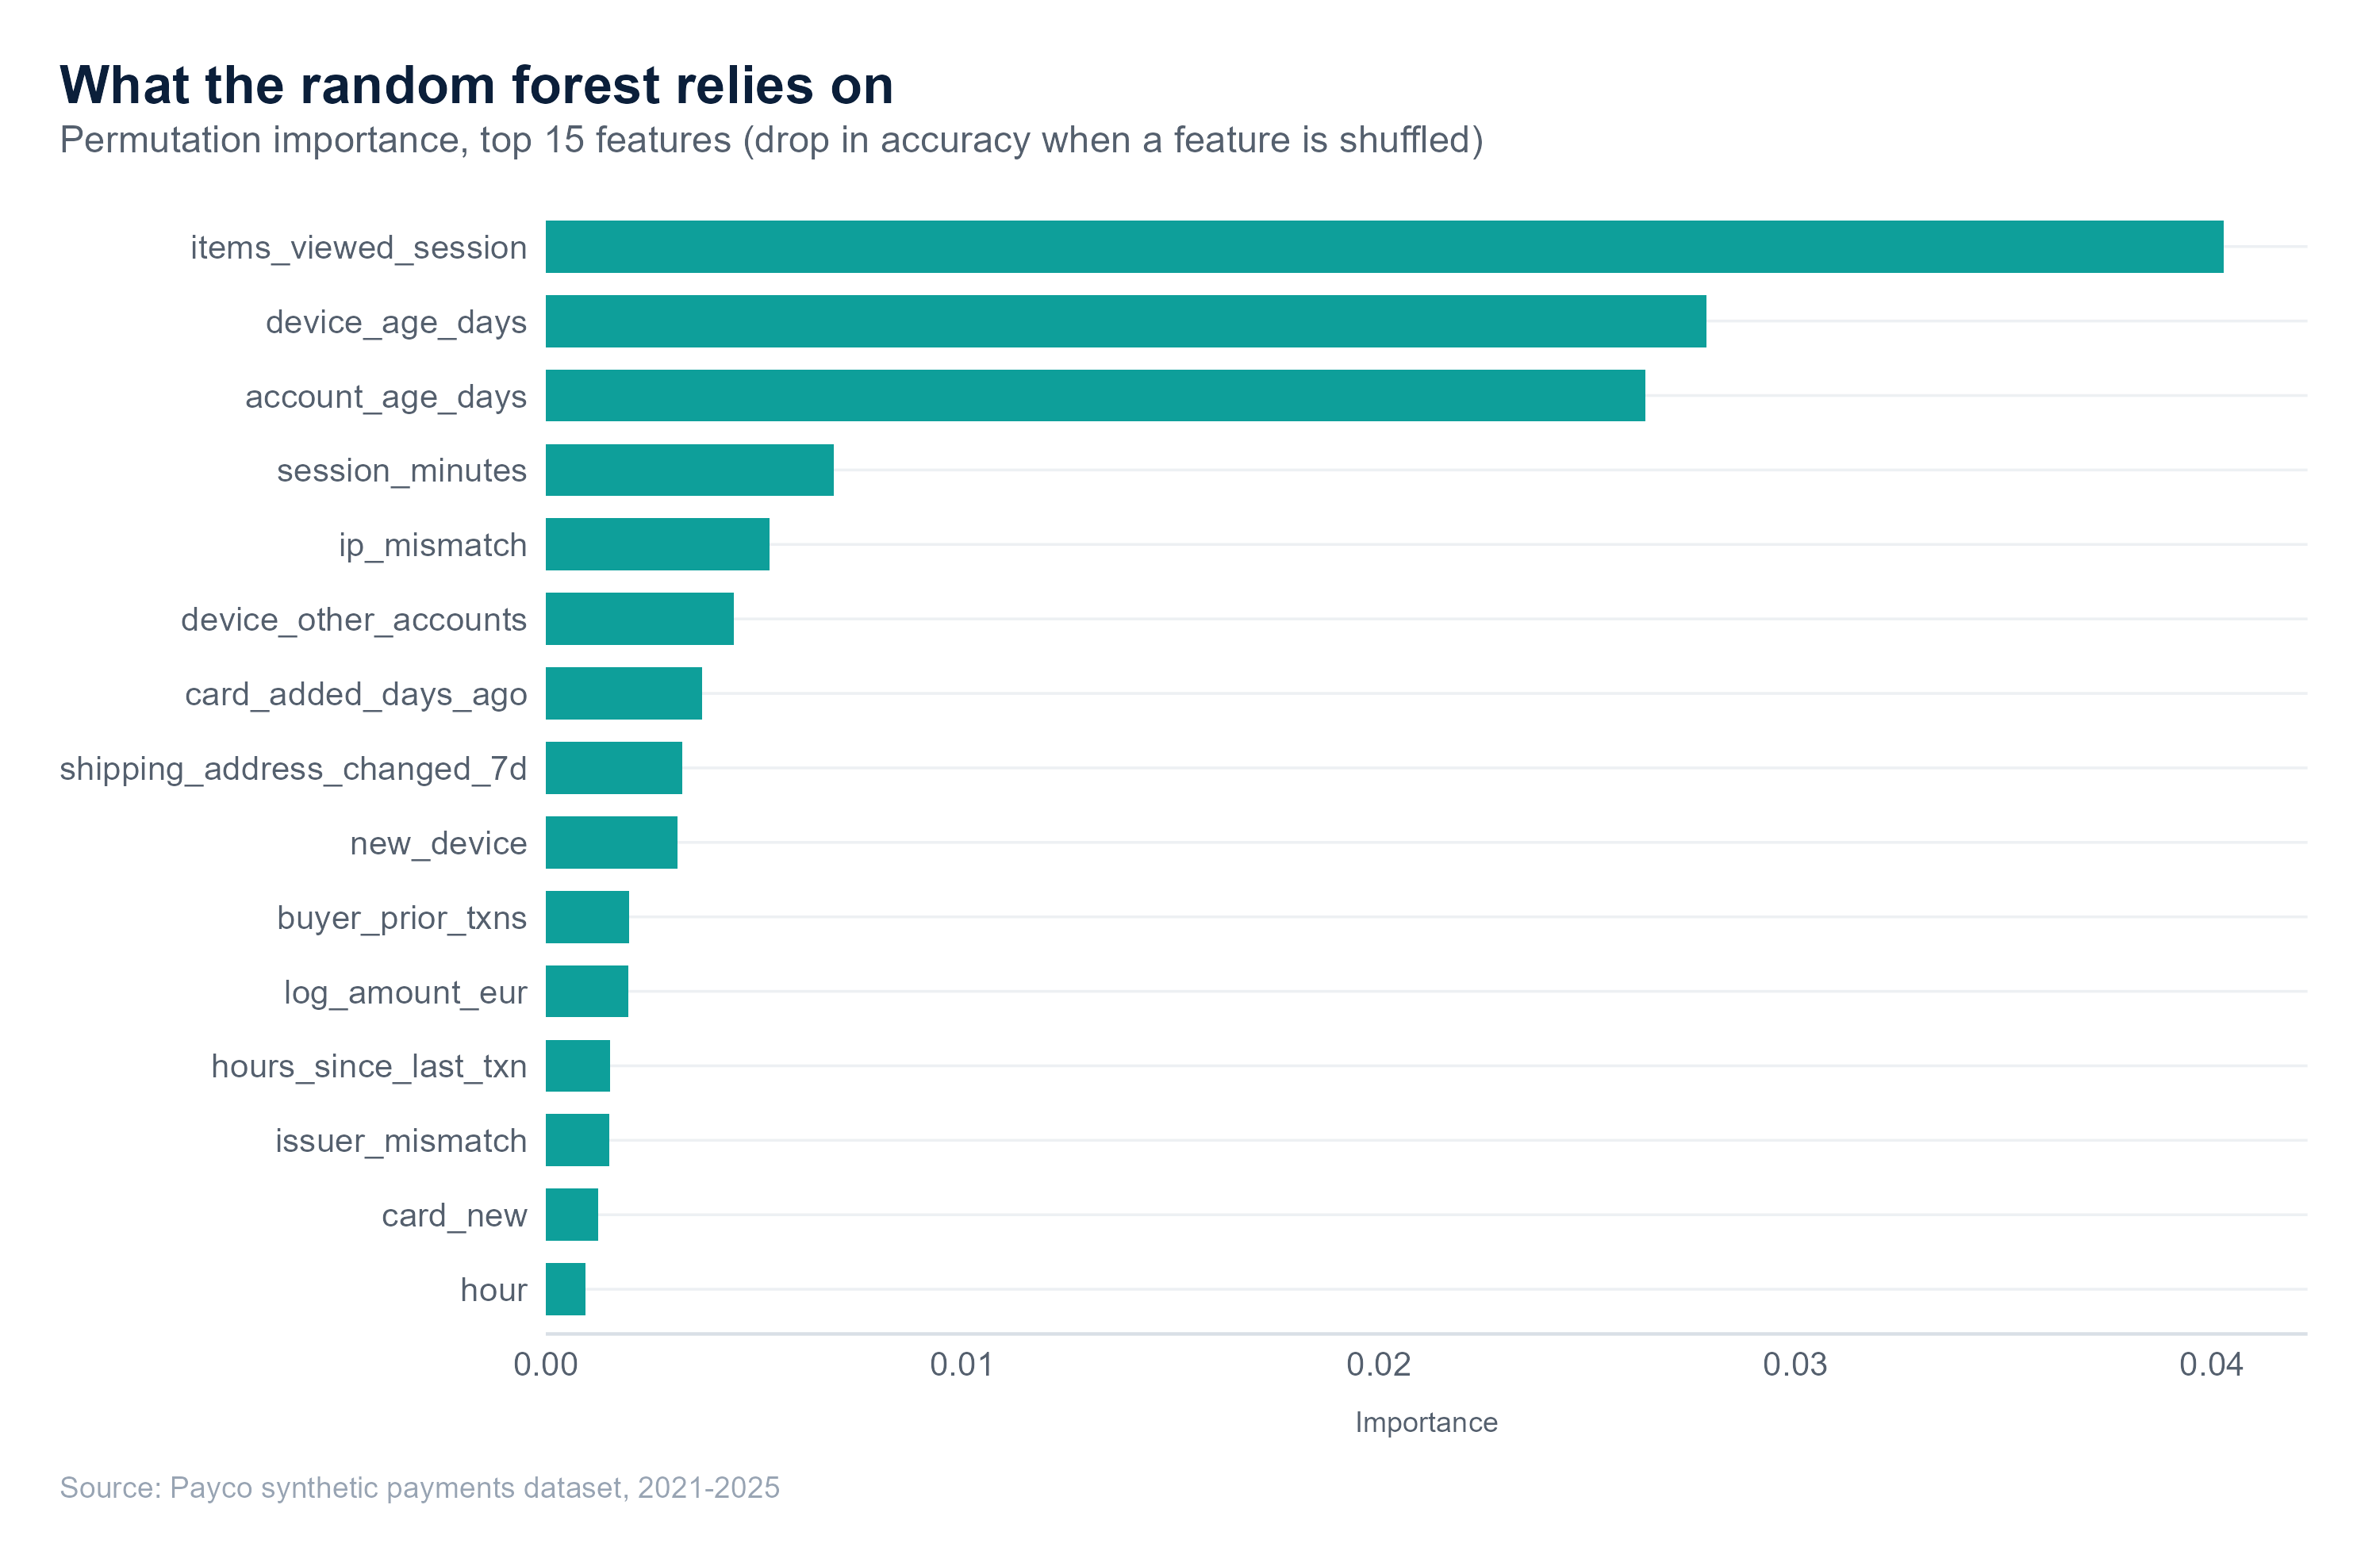 What the random forest relies on
Permutation importance, top 15 features (drop in accuracy when a feature is shuffled)
items_viewed_session
device_age_days
account_age_days
session_minutes
ip_mismatch
device_other_accounts
card_added_days_ago
shipping_address_changed_7d
new_device
buyer_prior_txns
log_amount_eur
hours_since_last_txn
issuer_mismatch
card_new
hour
0.00 0.01 0.02 0.03 0.04
Importance
Source: Payco synthetic payments dataset, 2021-2025